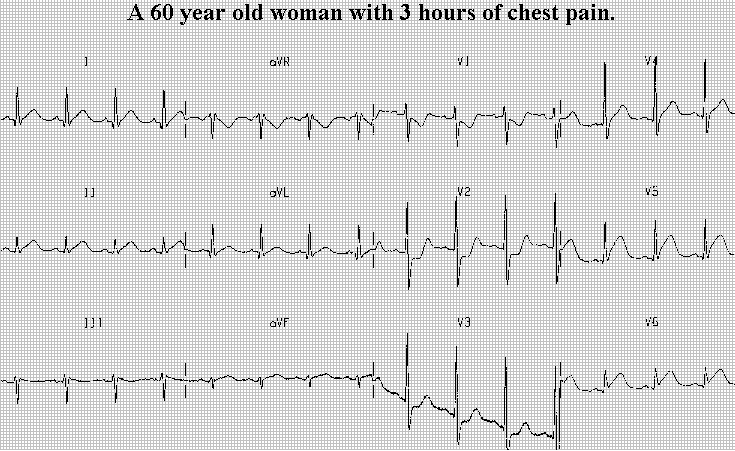 A 60 year old woman with 3 hours of chest pain.
I aVR V1 V4
II aVL V2 V5
III aVF V3 V6